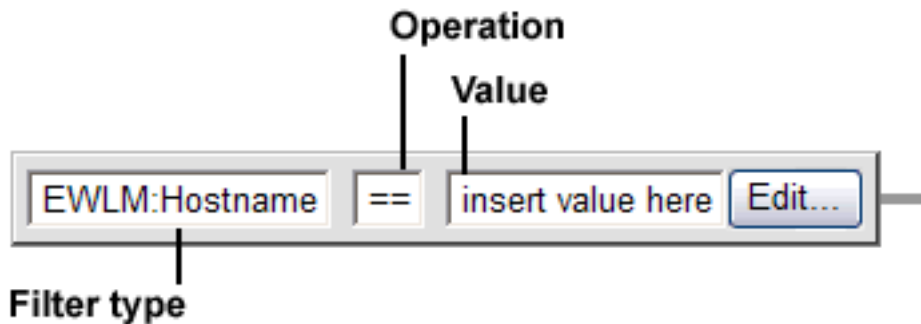 Operation
Value
EWLM:Hostname == insert value here Edit...
Filter type